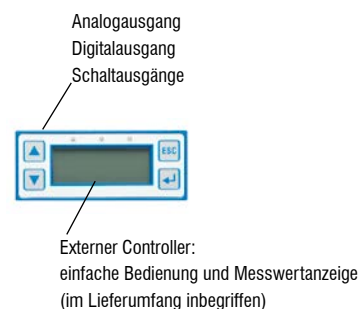 Analogausgang
Digitalausgang
Schaltausgänge
ESC
Externer Controller:
einfache Bedienung und Messwertanzeige
(im Lieferumfang inbegriffen)